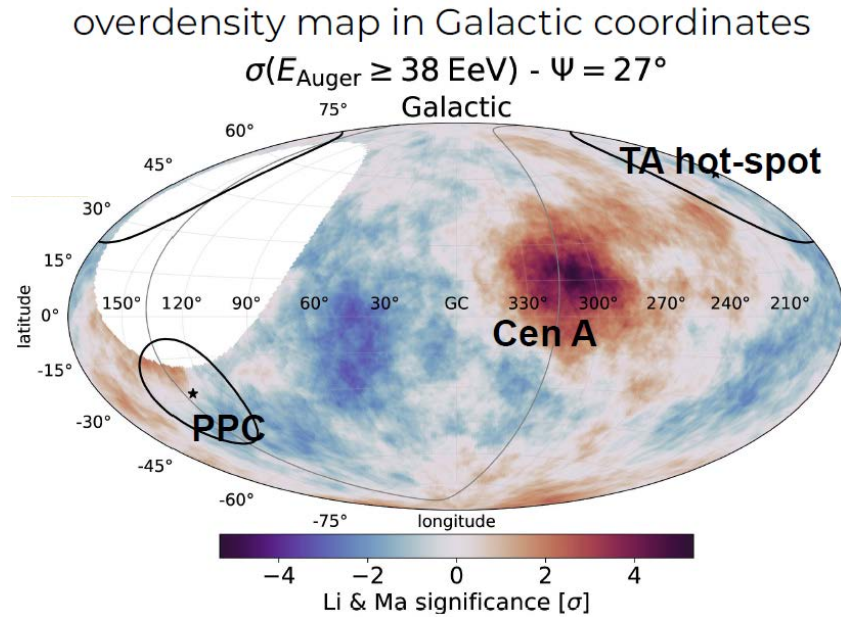 overdensity map in Galactic coordinates
σ(E_Auger ≥ 38 EeV) - Ψ = 27°
Galactic
75°
60°
45°
30°
15°
0°
-15°
-30°
-45°
-60°
-75°
latitude
TA hot-spot
150° 120° 90° 60° 30° GC 330° 300° 270° 240° 210°
Cen A
PPC
longitude
−4 −2 0 2 4
Li & Ma significance [σ]